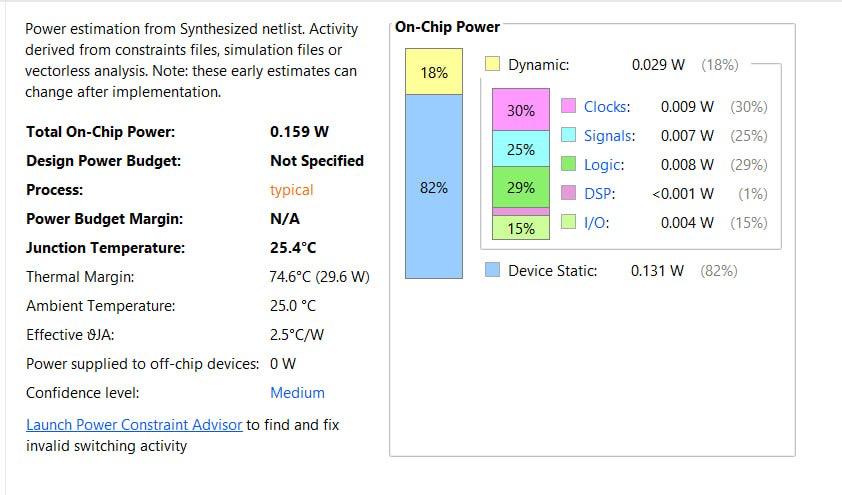 Power estimation from Synthesized netlist. Activity
derived from constraints files, simulation files or
vectorless analysis. Note: these early estimates can
change after implementation.
Total On-Chip Power: 0.159 W
Design Power Budget: Not Specified
Process: typical
Power Budget Margin: N/A
Junction Temperature: 25.4°C
Thermal Margin: 74.6°C (29.6 W)
Ambient Temperature: 25.0 °C
Effective ϑJA: 2.5°C/W
Power supplied to off-chip devices: 0 W
Confidence level: Medium
Launch Power Constraint Advisor to find and fix
invalid switching activity
On-Chip Power
18%
82%
Dynamic: 0.029 W (18%)
30%
25%
29%
15%
Clocks: 0.009 W (30%)
Signals: 0.007 W (25%)
Logic: 0.008 W (29%)
DSP: <0.001 W (1%)
I/O: 0.004 W (15%)
Device Static: 0.131 W (82%)